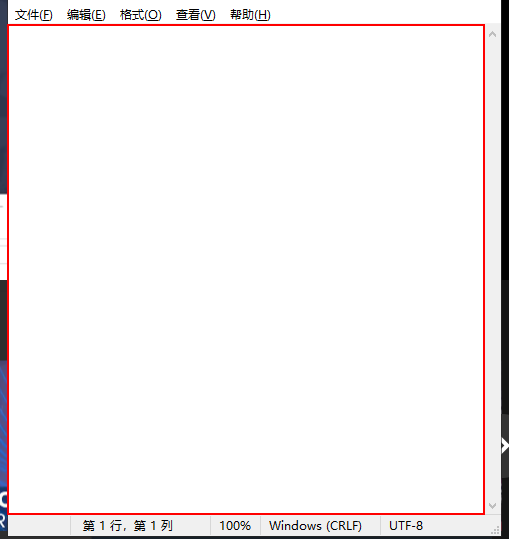 文件(F) 编辑(E) 格式(O) 查看(V) 帮助(H)
第 1 行，第 1 列 100% Windows (CRLF) UTF-8